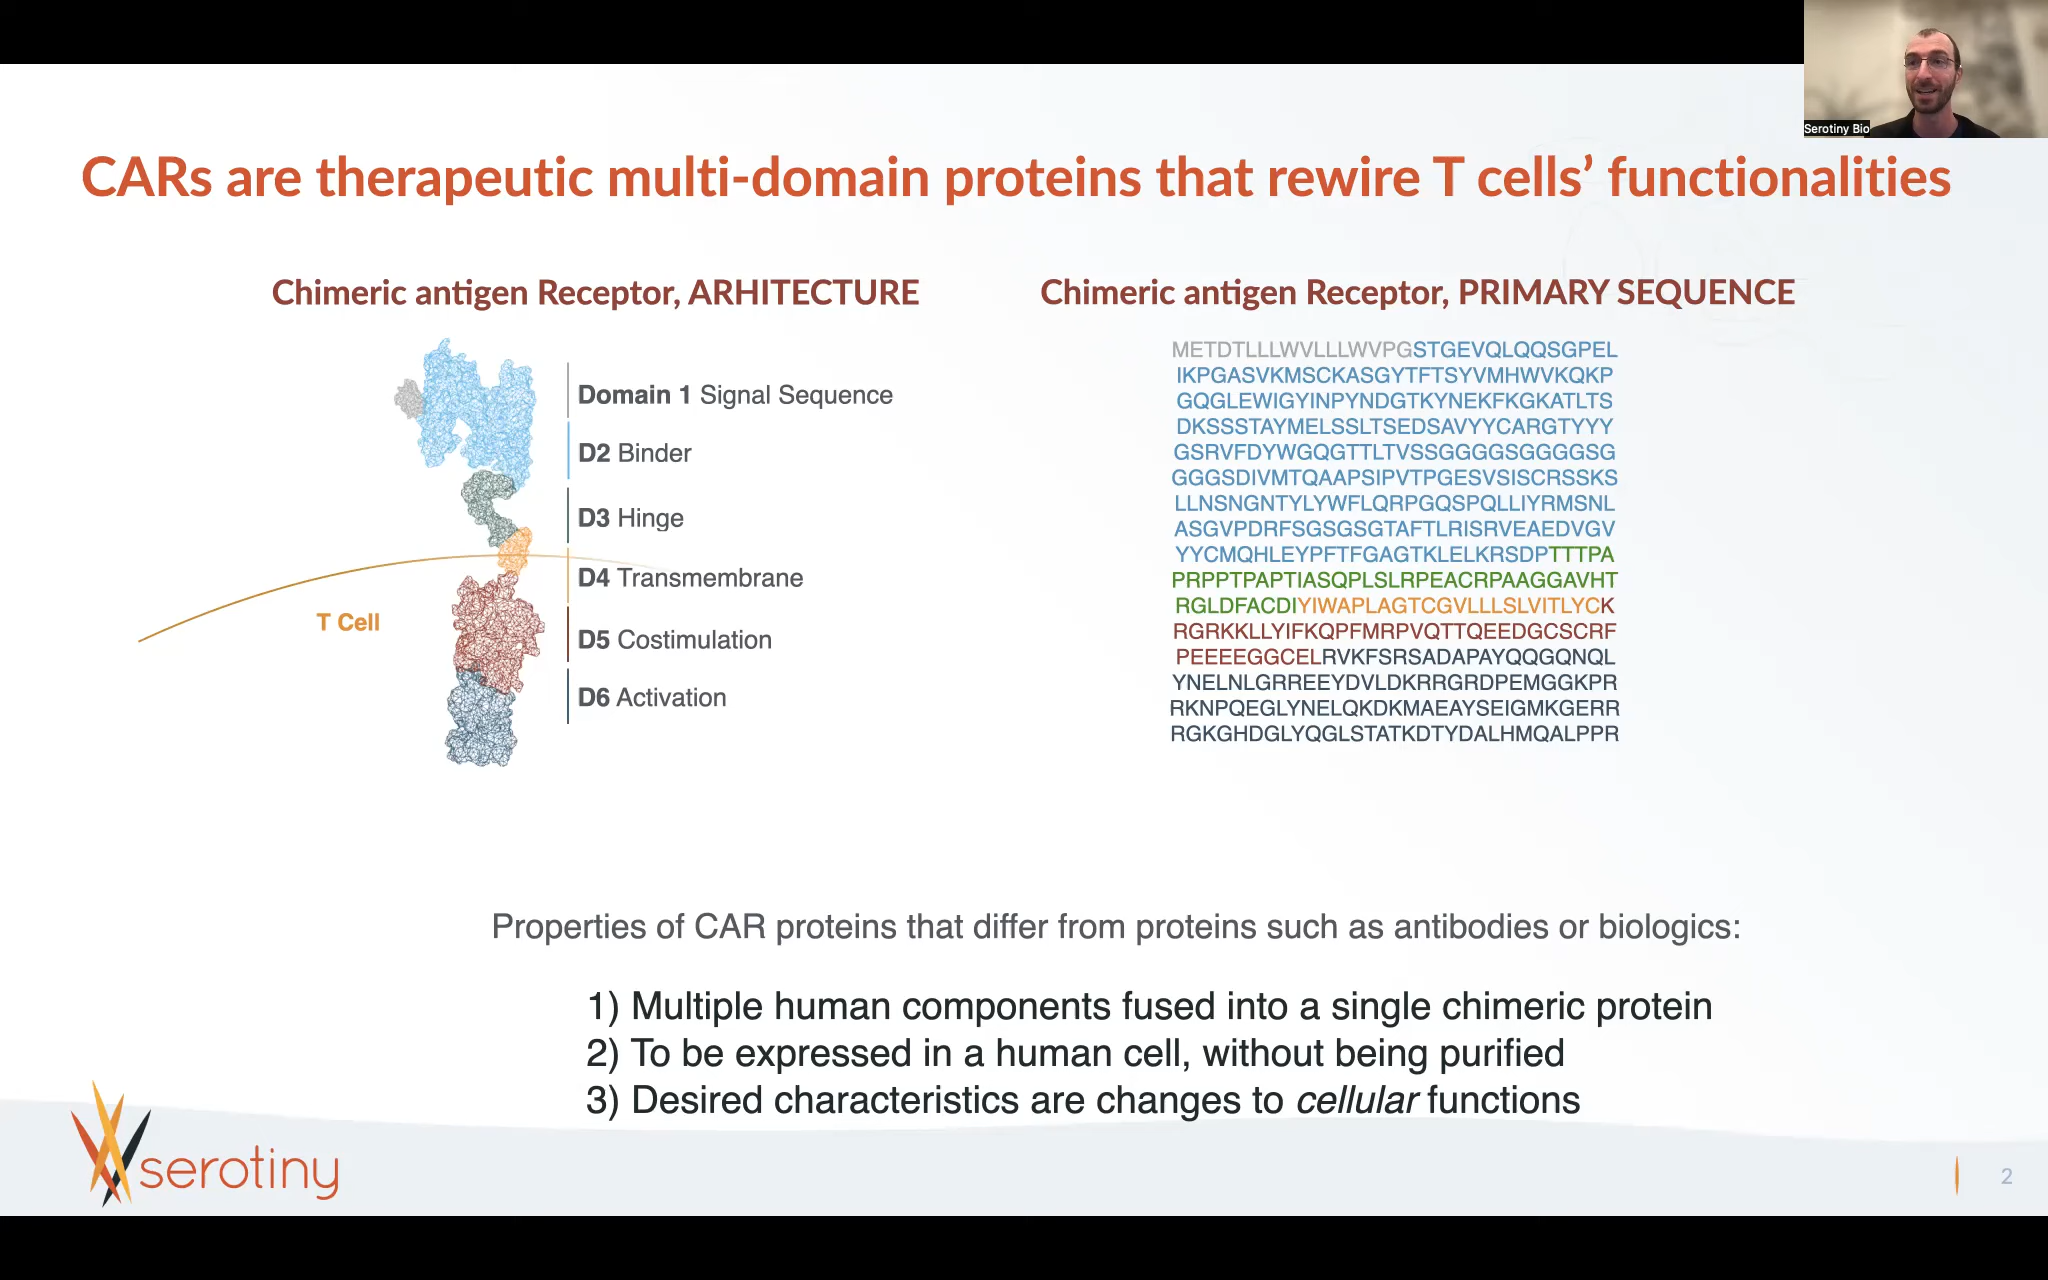 Serotiny Bio
CARs are therapeutic multi-domain proteins that rewire T cells’ functionalities
Chimeric antigen Receptor, ARHITECTURE
Domain 1 Signal Sequence
D2 Binder
D3 Hinge
D4 Transmembrane
T Cell
D5 Costimulation
D6 Activation
Chimeric antigen Receptor, PRIMARY SEQUENCE
METDTLLLWVLLLWVPGSTGEVQLQQSGPEL
IKPGASVKMSCKASGYTFTSYVMHWVKQKP
GQGLEWIGYINPYNDGTKYNEKFKGKATLTS
DKSSSTAYMELSSLTSEDSAVYYCARGTYYY
GSRVFDYWGQGTTLTVSSGGGGSGGGGSG
GGGSDIVMTQAAPSIPVTPGESVSISCRSSKS
LLNSNGNTYLYWFLQRPGQSPQLLIYRMSNL
ASGVPDRFSGSGSGTAFTLRISRVEAEDVGV
YYCMQHLEYPFTFGAGTKLELKRSDPTTTPA
PRPPTPAPTIASQPLSLRPEACRPAAGGAVHT
RGLDFACDIYIWAPLAGTCGVLLLSLVITLYCK
RGRKKLLYIFKQPFMRPVQTTQEEDGCSCRF
PEEEEGGCELRVKFSRSADAPAYQQGQNQL
YNELNLGRREEYDVLDKRRGRDPEMGGKPR
RKNPQEGLYNELQKDKMAEAYSEIGMKGERR
RGKGHDGLYQGLSTATKDTYDALHMQALPPR
Properties of CAR proteins that differ from proteins such as antibodies or biologics:
1) Multiple human components fused into a single chimeric protein
2) To be expressed in a human cell, without being purified
3) Desired characteristics are changes to cellular functions
serotiny
2